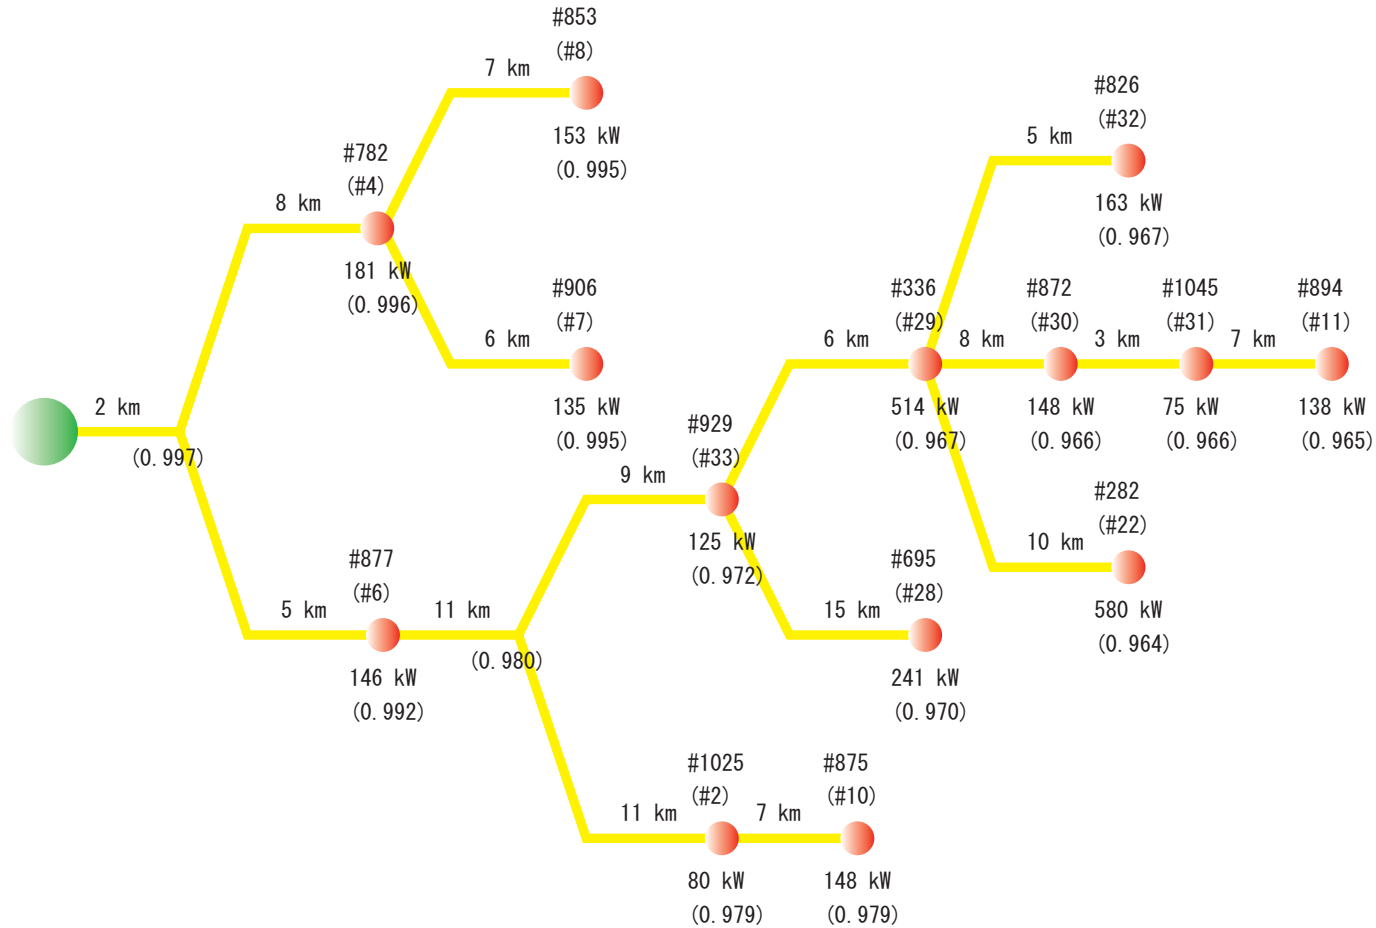 #853
(#8)
7 km
153 kW
(0.995)
#782
(#4)
8 km
181 kW
(0.996)
#906
(#7)
6 km
135 kW
(0.995)
2 km
(0.997)
#877
(#6)
5 km
146 kW
(0.992)
11 km
(0.980)
#929
(#33)
9 km
125 kW
(0.972)
#336
(#29)
6 km
514 kW
(0.967)
#826
(#32)
5 km
163 kW
(0.967)
#872
(#30)
8 km
148 kW
(0.966)
#1045
(#31)
3 km
75 kW
(0.966)
#894
(#11)
7 km
138 kW
(0.965)
#282
(#22)
10 km
580 kW
(0.964)
#695
(#28)
15 km
241 kW
(0.970)
#1025
(#2)
11 km
80 kW
(0.979)
#875
(#10)
7 km
148 kW
(0.979)